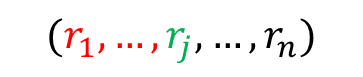 (r₁, …, rⱼ, …, rₙ)